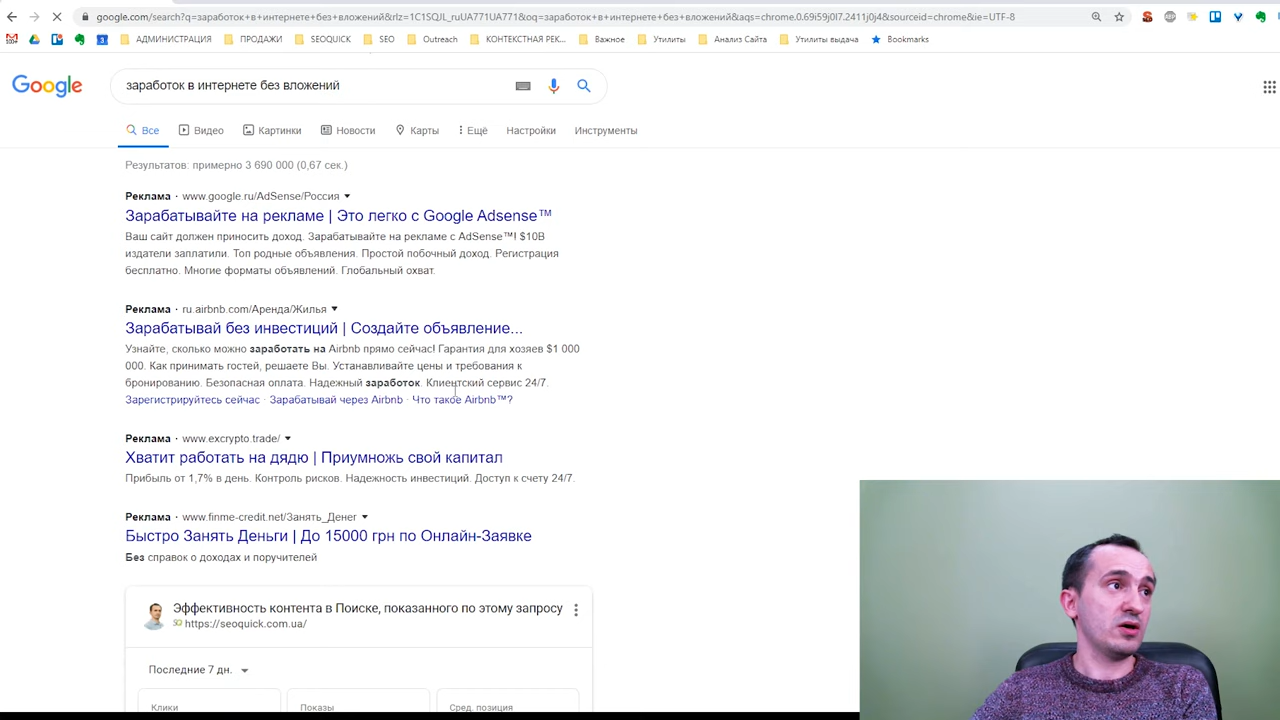 google.com/search?q=заработок+в+интернете+без+вложений&rlz=1C1SQJL_ruUA771UA771&oq=заработок+в+интернете+без+вложений&aqs=chrome.0.69i59j0l7.2411j0j4&sourceid=chrome&ie=UTF-8
АДМИНИСТРАЦИЯ ПРОДАЖИ SEOQUICK SEO Outreach КОНТЕКСТНАЯ РЕК... Важное Утилиты Анализ Сайта Утилиты выдача Bookmarks
Google заработок в интернете без вложений
Все Видео Картинки Новости Карты Ещё Настройки Инструменты
Результатов: примерно 3 690 000 (0,67 сек.)
Реклама · www.google.ru/AdSense/Россия
Зарабатывайте на рекламе | Это легко с Google Adsense™
Ваш сайт должен приносить доход. Зарабатывайте на рекламе с AdSense™! $10B
издатели заплатили. Топ родные объявления. Простой побочный доход. Регистрация
бесплатно. Многие форматы объявлений. Глобальный охват.
Реклама · ru.airbnb.com/Аренда/Жилья
Зарабатывай без инвестиций | Создайте объявление...
Узнайте, сколько можно заработать на Airbnb прямо сейчас! Гарантия для хозяев $1 000
000. Как принимать гостей, решаете Вы. Устанавливайте цены и требования к
бронированию. Безопасная оплата. Надежный заработок. Клиентский сервис 24/7.
Зарегистрируйтесь сейчас · Зарабатывай через Airbnb · Что такое Airbnb™?
Реклама · www.excrypto.trade/
Хватит работать на дядю | Приумножь свой капитал
Прибыль от 1,7% в день. Контроль рисков. Надежность инвестиций. Доступ к счету 24/7.
Реклама · www.finme-credit.net/Занять_Денег
Быстро Занять Деньги | До 15000 грн по Онлайн-Заявке
Без справок о доходах и поручителей
Эффективность контента в Поиске, показанного по этому запросу
SQ https://seoquick.com.ua/
Последние 7 дн.
Клики Показы Сред. позиция